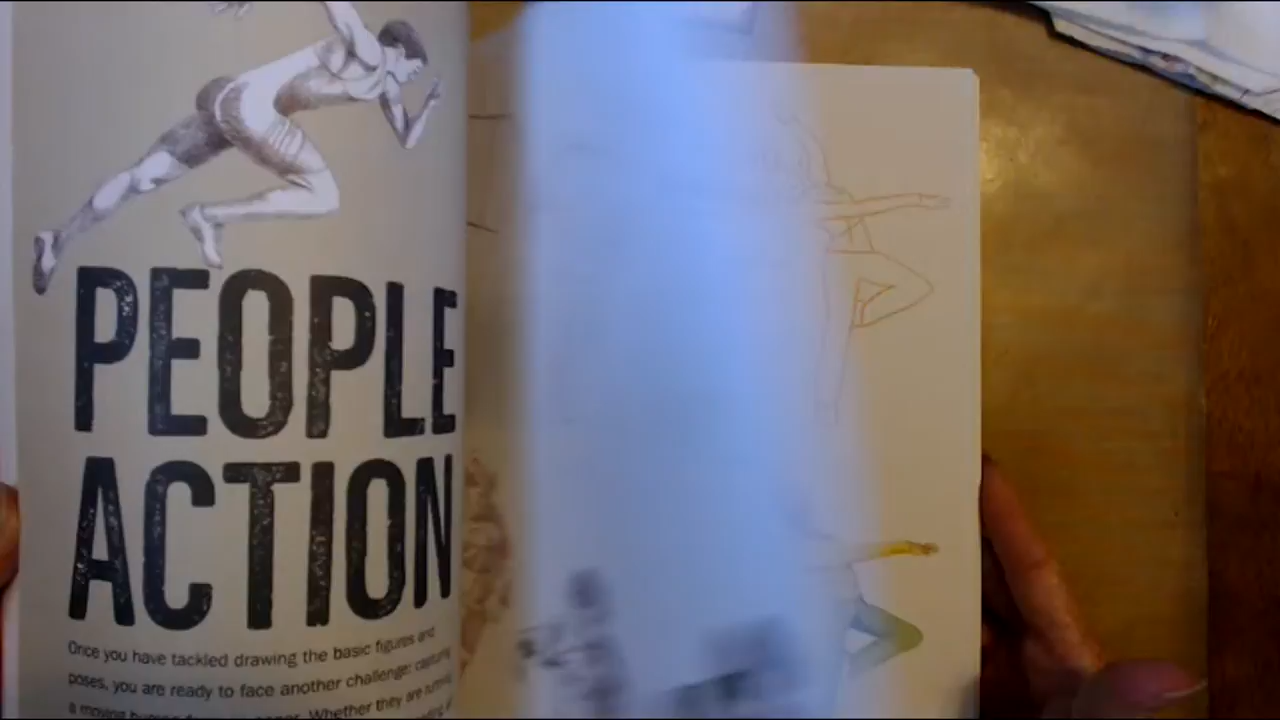 PEOPLE
ACTION
Once you have tackled drawing the basic figures and
poses, you are ready to face another challenge:
a moving human Whether they are